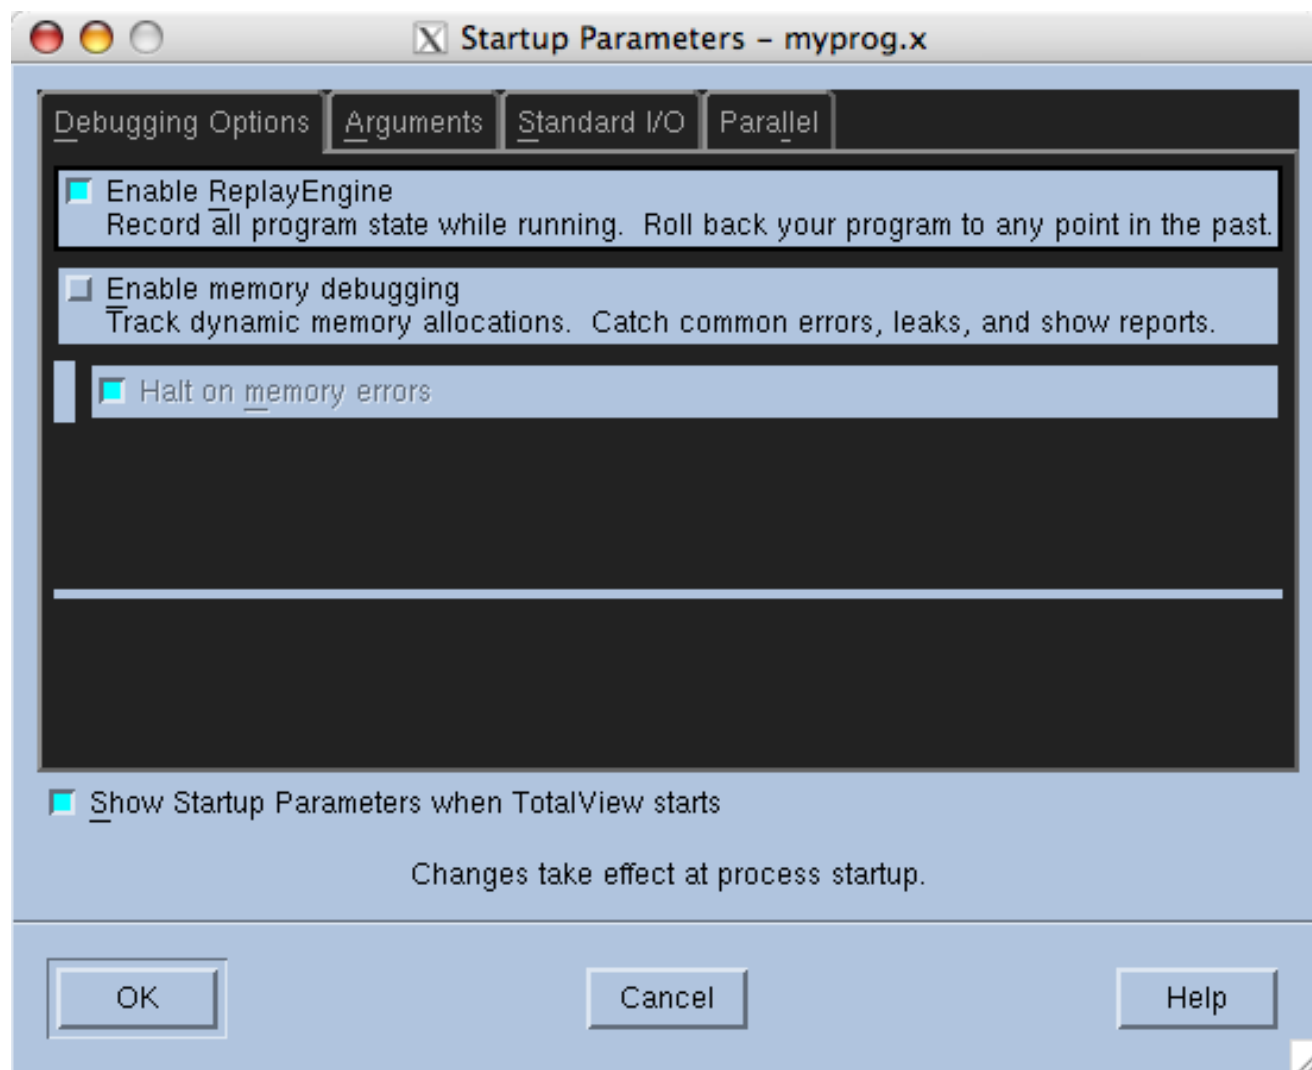 Startup Parameters – myprog.x
Debugging Options Arguments Standard I/O Parallel
Enable ReplayEngine
Record all program state while running. Roll back your program to any point in the past.
Enable memory debugging
Track dynamic memory allocations. Catch common errors, leaks, and show reports.
Halt on memory errors
Show Startup Parameters when TotalView starts
Changes take effect at process startup.
OK Cancel Help